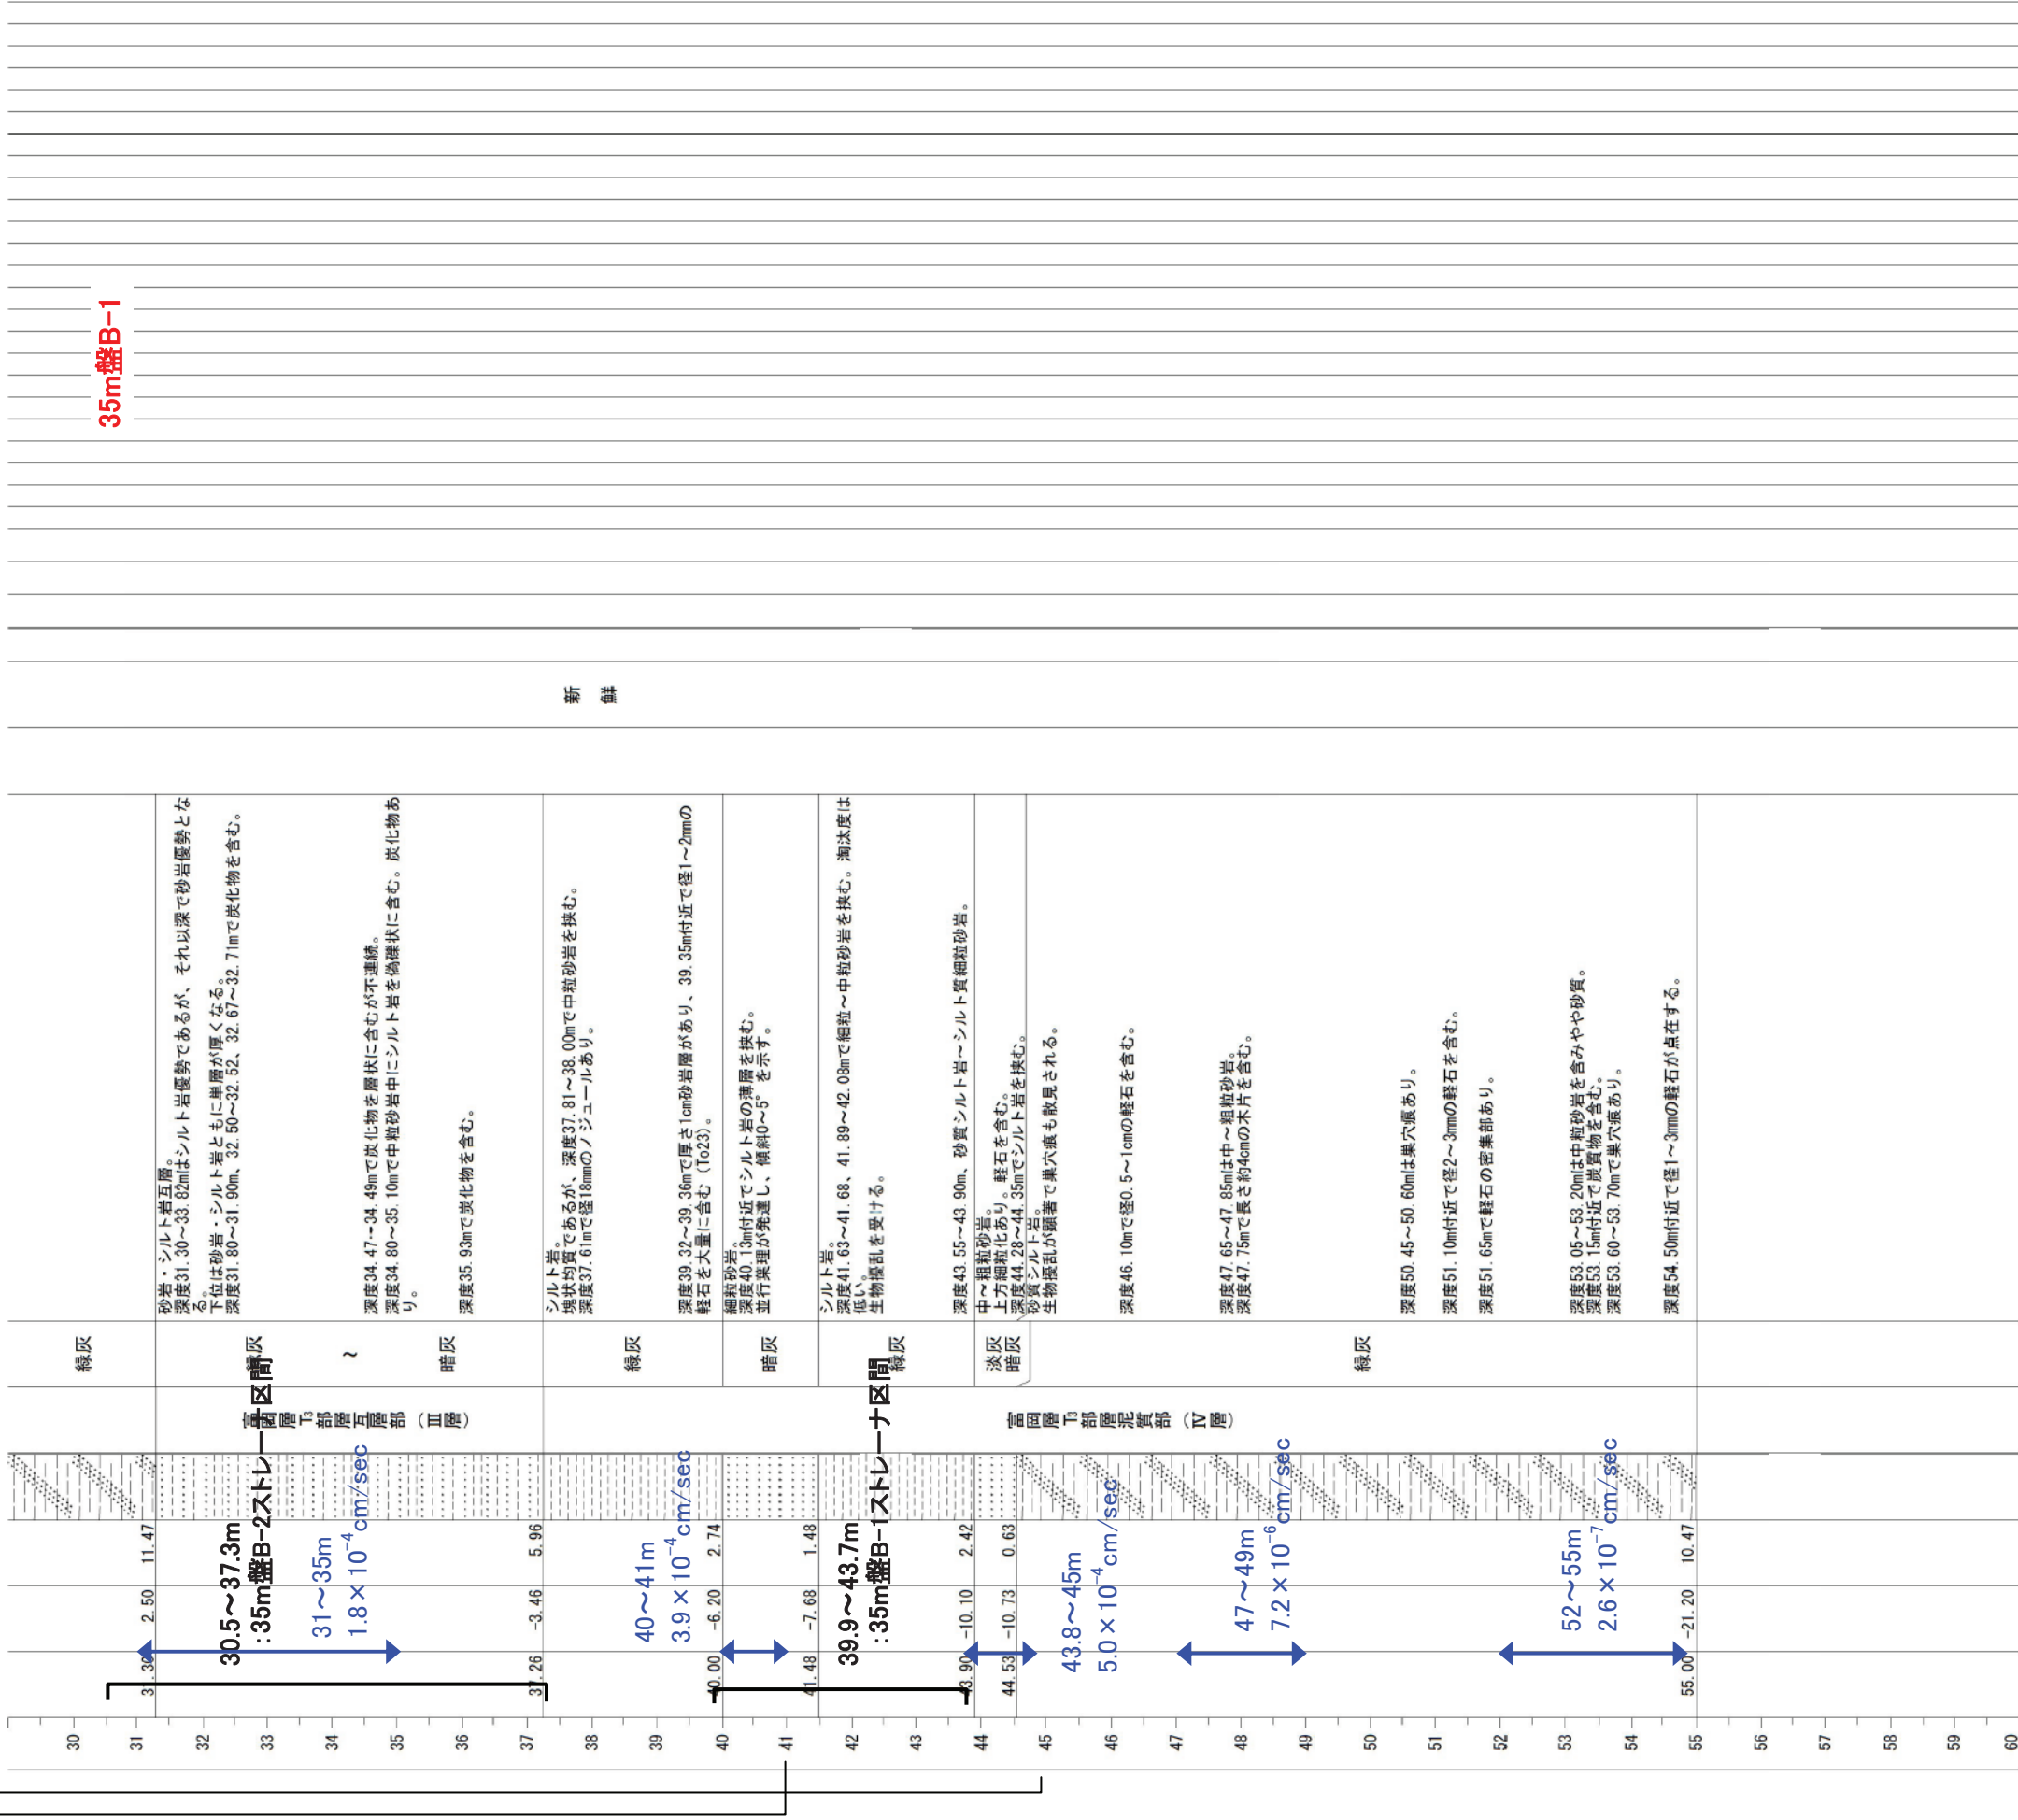 35m盤B-1
新鮮
砂岩・シルト岩互層。
深度31.30~33.82mはシルト岩優勢であるが、それ以深で砂岩優勢とな
る。
下位は砂岩・シルト岩ともに単層が厚くなる。
深度31.80~31.90m、32.50~32.52、32.67~32.71mで炭化物を含む。
深度34.47-34.49mで炭化物を層状に含むが不連続。
深度34.80~35.10mで中粒砂岩中にシルト岩を偽礫状に含む。炭化物あ
り。
深度35.93mで炭化物を含む。
シルト岩。
塊状均質であるが、深度37.81~38.00mで中粒砂岩を挟む。
深度37.61mで径18mmのノジュールあり。
深度39.32~39.36mで厚さ1cm砂岩層があり、39.35m付近で径1~2mmの
軽石を大量に含む(To23)。
細粒砂岩。
深度40.13m付近でシルト岩の薄層を挟む。
並行葉理が発達し、傾斜0~5°を示す。
シルト岩。
深度41.63~41.68、41.89~42.08mで細粒~中粒砂岩を挟む。淘汰度は
低い。
生物擾乱を受ける。
深度43.55~43.90m、砂質シルト岩~シルト質細粒砂岩。
中~粗粒砂岩。
上方細粒化あり。軽石を含む。
深度44.28~44.35mでシルト岩を挟む。
砂質シルト岩。
生物擾乱が顕著で巣穴痕も散見される。
深度46.10mで径0.5~1cmの軽石を含む。
深度47.65~47.85mは中~粗粒砂岩。
深度47.75mで長さ約4cmの木片を含む。
深度50.45~50.60mは巣穴痕あり。
深度51.10m付近で径2~3mmの軽石を含む。
深度51.65mで軽石の密集部あり。
深度53.05~53.20mは中粒砂岩を含みやや砂質。
深度53.15m付近で炭質物を含む。
深度53.60~53.70mで巣穴痕あり。
深度54.50m付近で径1~3mmの軽石が点在する。
緑灰
緑灰
~
暗灰
緑灰
暗灰
緑灰
淡灰
暗灰
緑灰
富岡層T3部層互層部(Ⅲ層)
富岡層T3部層泥質部(Ⅳ層)
11.47
5.96
2.74
1.48
2.42
0.63
10.47
2.50
-3.46
-6.20
-7.68
-10.10
-10.73
-21.20
31.30
37.26
40.00
41.48
43.90
44.53
55.00
30.5~37.3m
:35m盤B-2ストレーナ区間
31~35m
1.8×10⁻⁴cm/sec
40~41m
3.9×10⁻⁴cm/sec
39.9~43.7m
:35m盤B-1ストレーナ区間
43.8~45m
5.0×10⁻⁴cm/sec
47~49m
7.2×10⁻⁶cm/sec
52~55m
2.6×10⁻⁷cm/sec
30
31
32
33
34
35
36
37
38
39
40
41
42
43
44
45
46
47
48
49
50
51
52
53
54
55
56
57
58
59
60